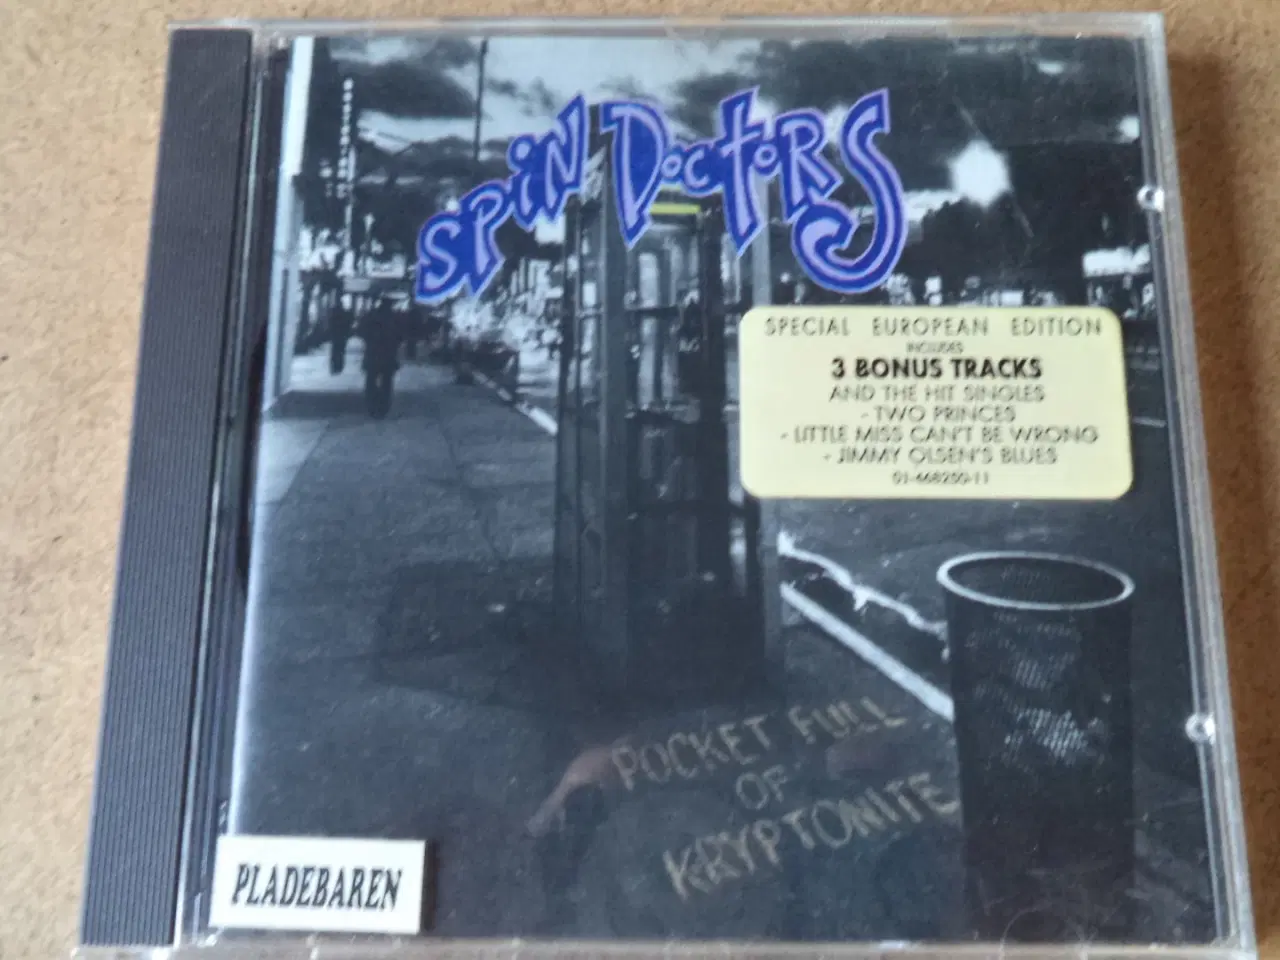 SPiN DOCTORS
SPECIAL EUROPEAN EDITION
INCLUDES
3 BONUS TRACKS
AND THE HIT SINGLES
- TWO PRINCES
- LITTLE MISS CAN'T BE WRONG
- JIMMY OLSEN'S BLUES
01-468250-11
POCKET FULL
OF
KRYPTONITE
PLADEBAREN